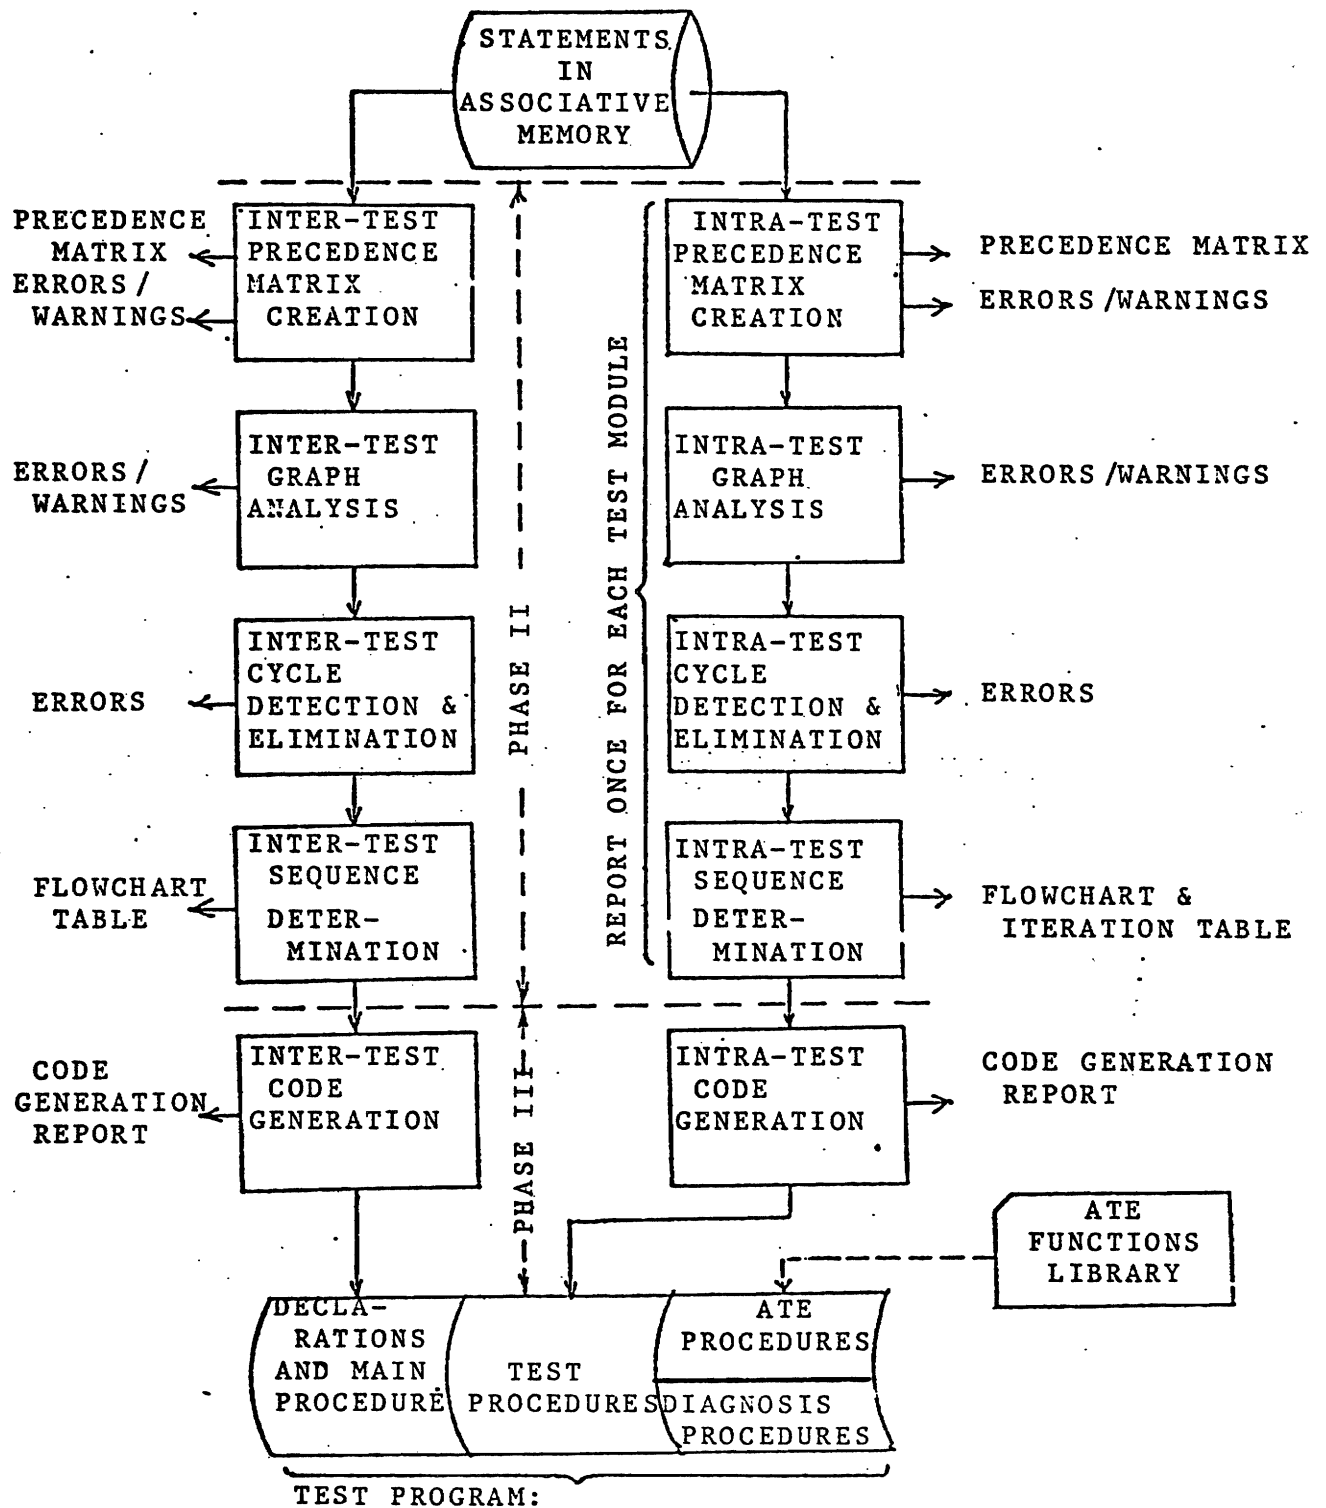 STATEMENTS
IN
ASSOCIATIVE
MEMORY
PRECEDENCE
MATRIX
ERRORS/
WARNINGS
INTER-TEST
PRECEDENCE
MATRIX
CREATION
INTRA-TEST
PRECEDENCE
MATRIX
CREATION
PRECEDENCE MATRIX
ERRORS/WARNINGS
ERRORS/
WARNINGS
INTER-TEST
GRAPH
ANALYSIS
INTRA-TEST
GRAPH
ANALYSIS
ERRORS/WARNINGS
PHASE II
REPORT ONCE FOR EACH TEST MODULE
ERRORS
INTER-TEST
CYCLE
DETECTION &
ELIMINATION
INTRA-TEST
CYCLE
DETECTION &
ELIMINATION
ERRORS
FLOWCHART
TABLE
INTER-TEST
SEQUENCE
DETER-
MINATION
INTRA-TEST
SEQUENCE
DETER-
MINATION
FLOWCHART &
ITERATION TABLE
CODE
GENERATION
REPORT
INTER-TEST
CODE
GENERATION
PHASE III
INTRA-TEST
CODE
GENERATION
CODE GENERATION
REPORT
ATE
FUNCTIONS
LIBRARY
DECLA-
RATIONS
AND MAIN
PROCEDURE
TEST
PROCEDURES
ATE
PROCEDURES
DIAGNOSIS
PROCEDURES
TEST PROGRAM: